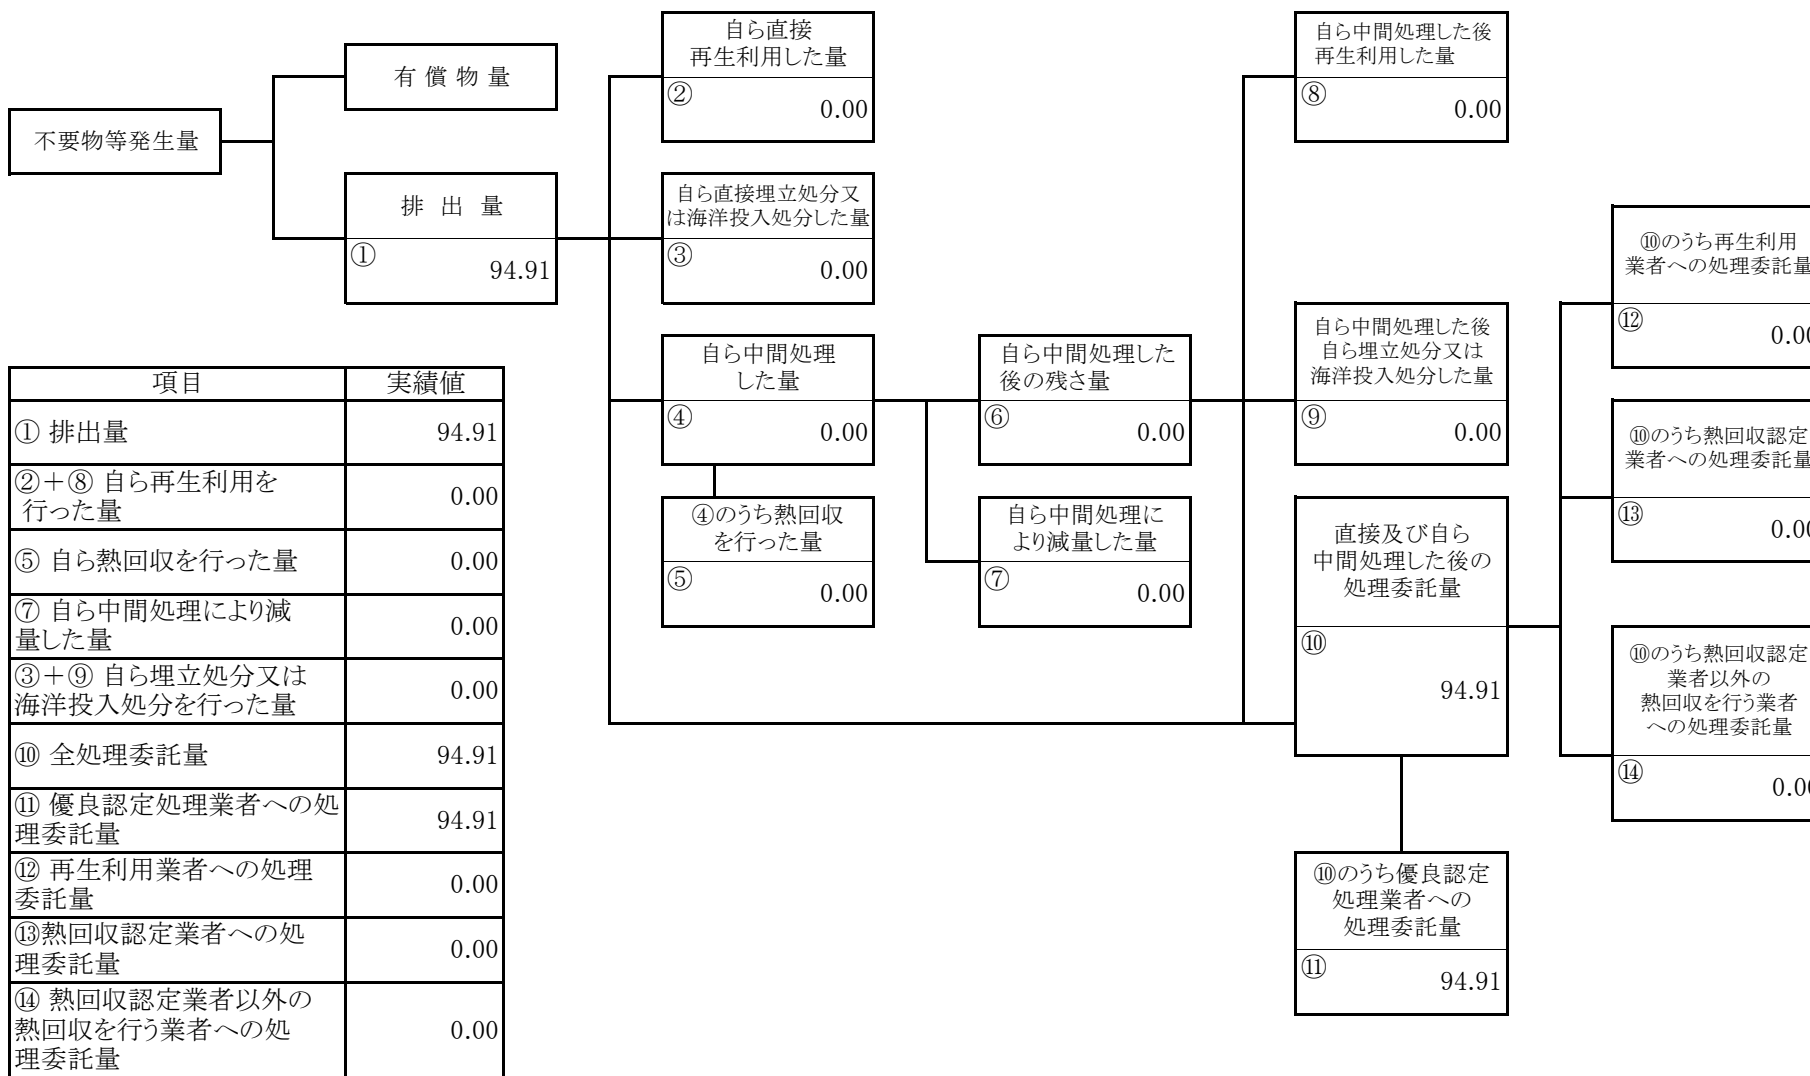 自ら直接
再生利用した量
②
0.00
自ら中間処理した後
再生利用した量
⑧
0.00
有 償 物 量
不要物等発生量
排 出 量
①
94.91
自ら直接埋立処分又
は海洋投入処分した量
③
0.00
⑩のうち再生利用
業者への処理委託量
⑫
0.00
自ら中間処理
した量
④
0.00
自ら中間処理した
後の残さ量
⑥
0.00
自ら中間処理した後
自ら埋立処分又は
海洋投入処分した量
⑨
0.00
⑩のうち熱回収認定
業者への処理委託量
⑬
0.00
④のうち熱回収
を行った量
⑤
0.00
自ら中間処理に
より減量した量
⑦
0.00
直接及び自ら
中間処理した後の
処理委託量
⑩
94.91
⑩のうち熱回収認定
業者以外の
熱回収を行う業者
への処理委託量
⑭
0.00
⑩のうち優良認定
処理業者への
処理委託量
⑪
94.91
項目 実績値
① 排出量 94.91
②＋⑧ 自ら再生利用を
行った量 0.00
⑤ 自ら熱回収を行った量 0.00
⑦ 自ら中間処理により減
量した量 0.00
③＋⑨ 自ら埋立処分又は
海洋投入処分を行った量 0.00
⑩ 全処理委託量 94.91
⑪ 優良認定処理業者への処
理委託量 94.91
⑫ 再生利用業者への処理
委託量 0.00
⑬熱回収認定業者への処
理委託量 0.00
⑭ 熱回収認定業者以外の
熱回収を行う業者への処
理委託量 0.00